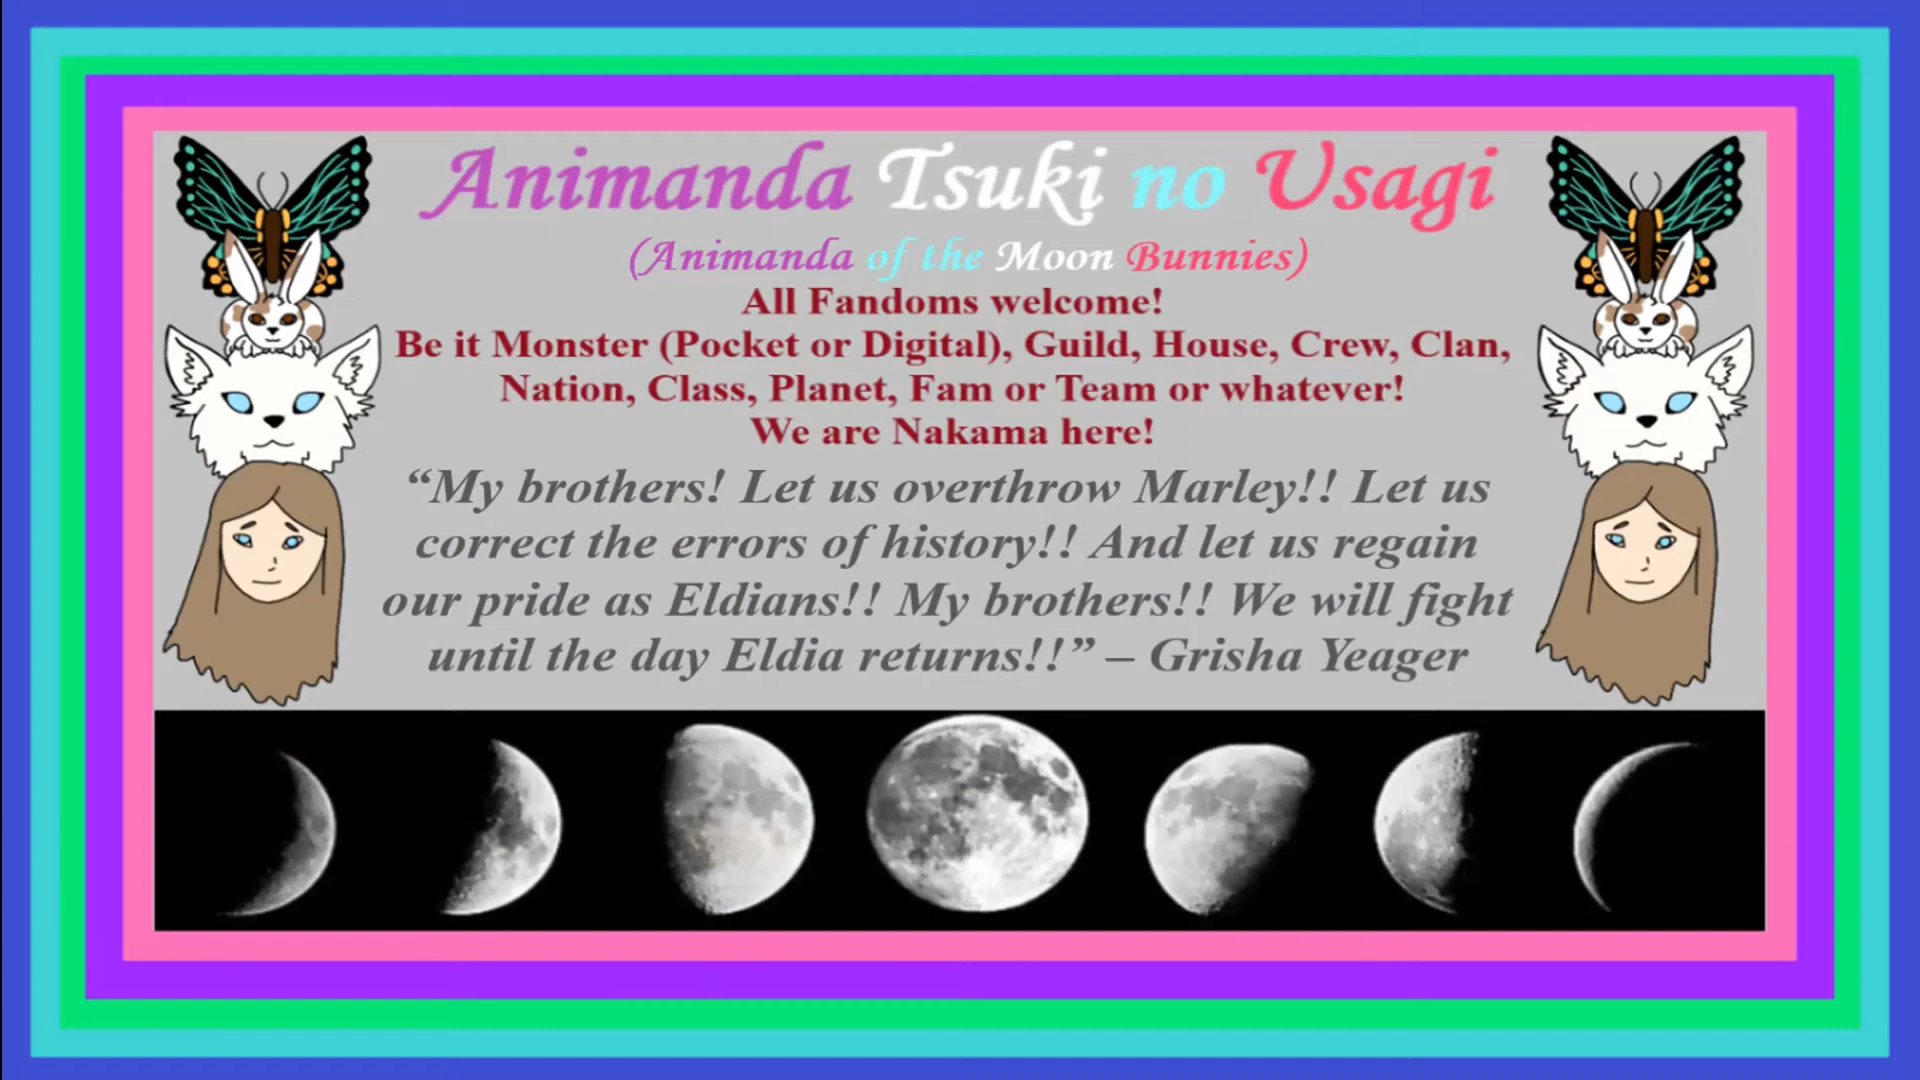 Animanda Tsuki no Usagi
(Animanda of the Moon Bunnies)
All Fandoms welcome!
Be it Monster (Pocket or Digital), Guild, House, Crew, Clan,
Nation, Class, Planet, Fam or Team or whatever!
We are Nakama here!
“My brothers! Let us overthrow Marley!! Let us
correct the errors of history!! And let us regain
our pride as Eldians!! My brothers!! We will fight
until the day Eldia returns!!” – Grisha Yeager